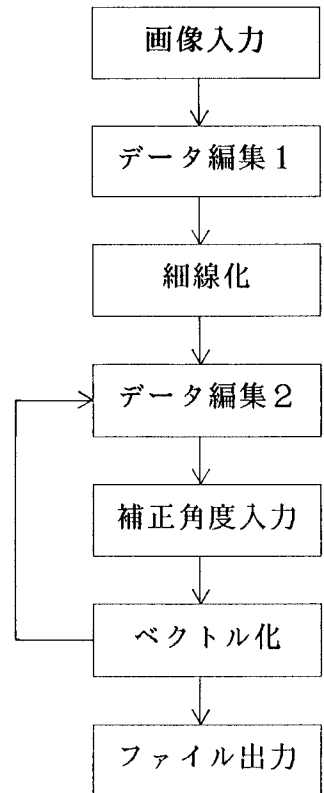 画像入力
データ編集1
細線化
データ編集2
補正角度入力
ベクトル化
ファイル出力